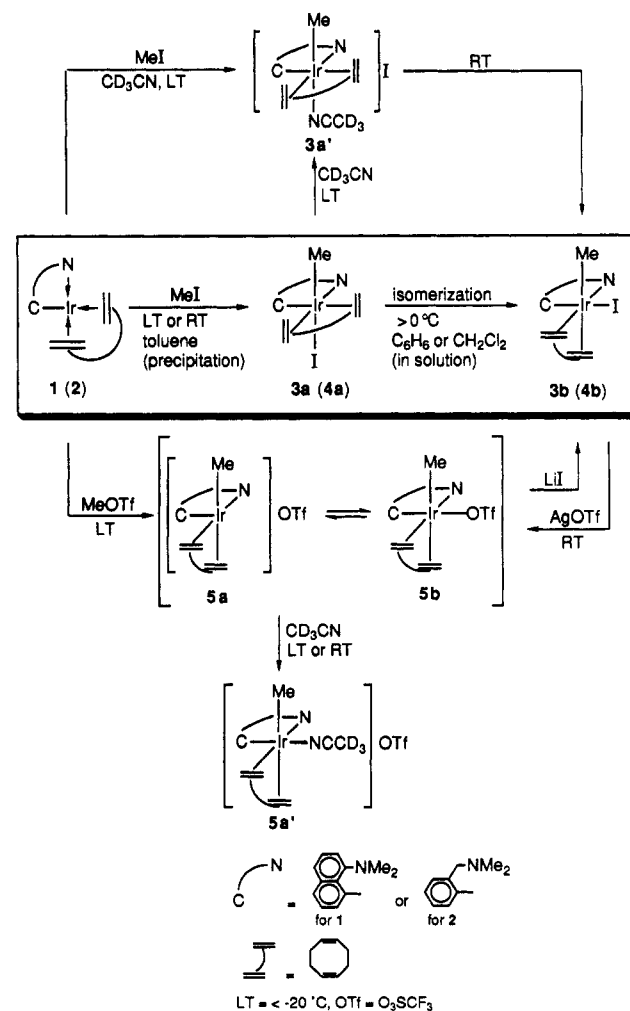 Me
MeI
CD₃CN, LT
N
C
Ir
I
NCCD₃
3a'
RT
CD₃CN
LT
N
C—Ir
1 (2)
MeI
LT or RT
toluene
(precipitation)
Me
N
C—Ir
I
3a (4a)
isomerization
>0 °C
C₆H₆ or CH₂Cl₂
(in solution)
Me
N
C—Ir—I
3b (4b)
MeOTf
LT
Me
N
C—Ir
OTf
5a
Me
N
C—Ir—OTf
5b
LiI
AgOTf
RT
CD₃CN
LT or RT
Me
N
C—Ir—NCCD₃
OTf
5a'
N
C
=
NMe₂
for 1
or
NMe₂
for 2
=
LT = < -20 °C, OTf = O₃SCF₃